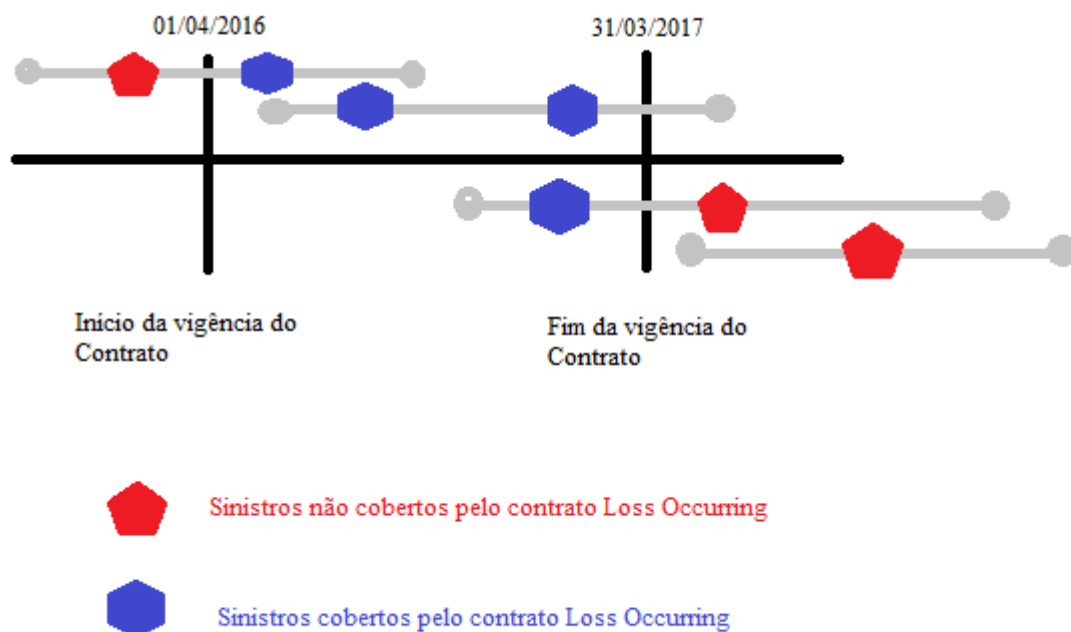 01/04/2016
31/03/2017
Início da vigência do
Contrato
Fim da vigência do
Contrato
Sinistros não cobertos pelo contrato Loss Occurring
Sinistros cobertos pelo contrato Loss Occurring